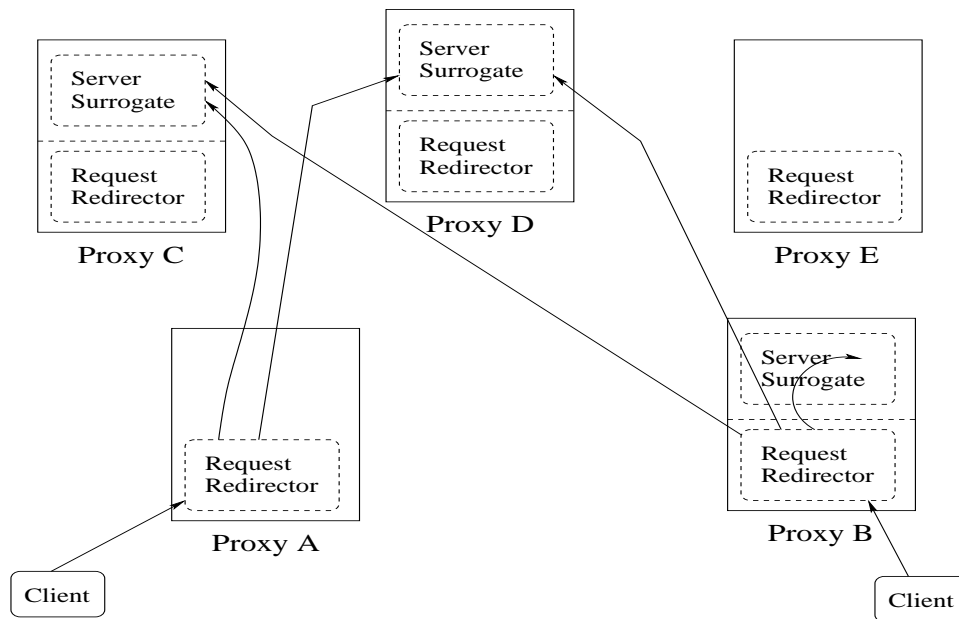 Server
Surrogate
Request
Redirector
Proxy C
Server
Surrogate
Request
Redirector
Proxy D
Request
Redirector
Proxy E
Request
Redirector
Proxy A
Server
Surrogate
Request
Redirector
Proxy B
Client
Client